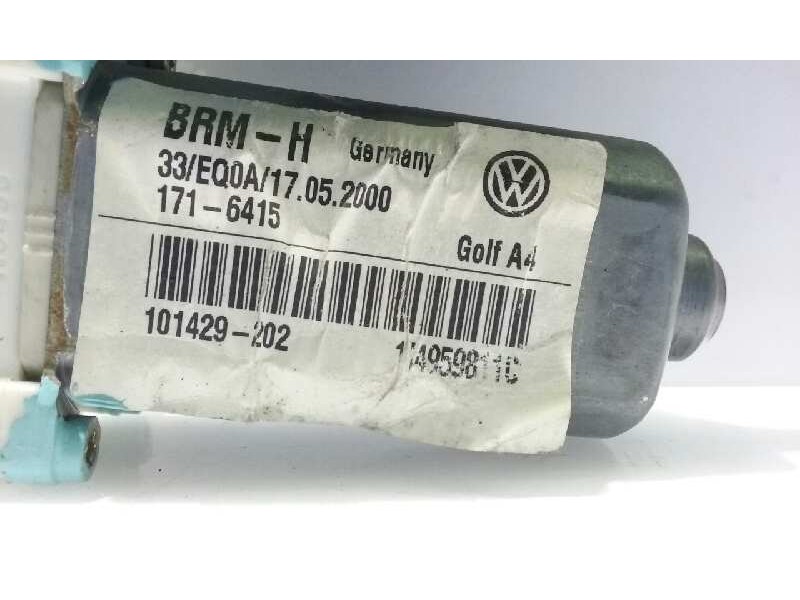 BRM-H Germany
33/EQ0A/17.05.2000
171-6415
Golf A4
101429-202